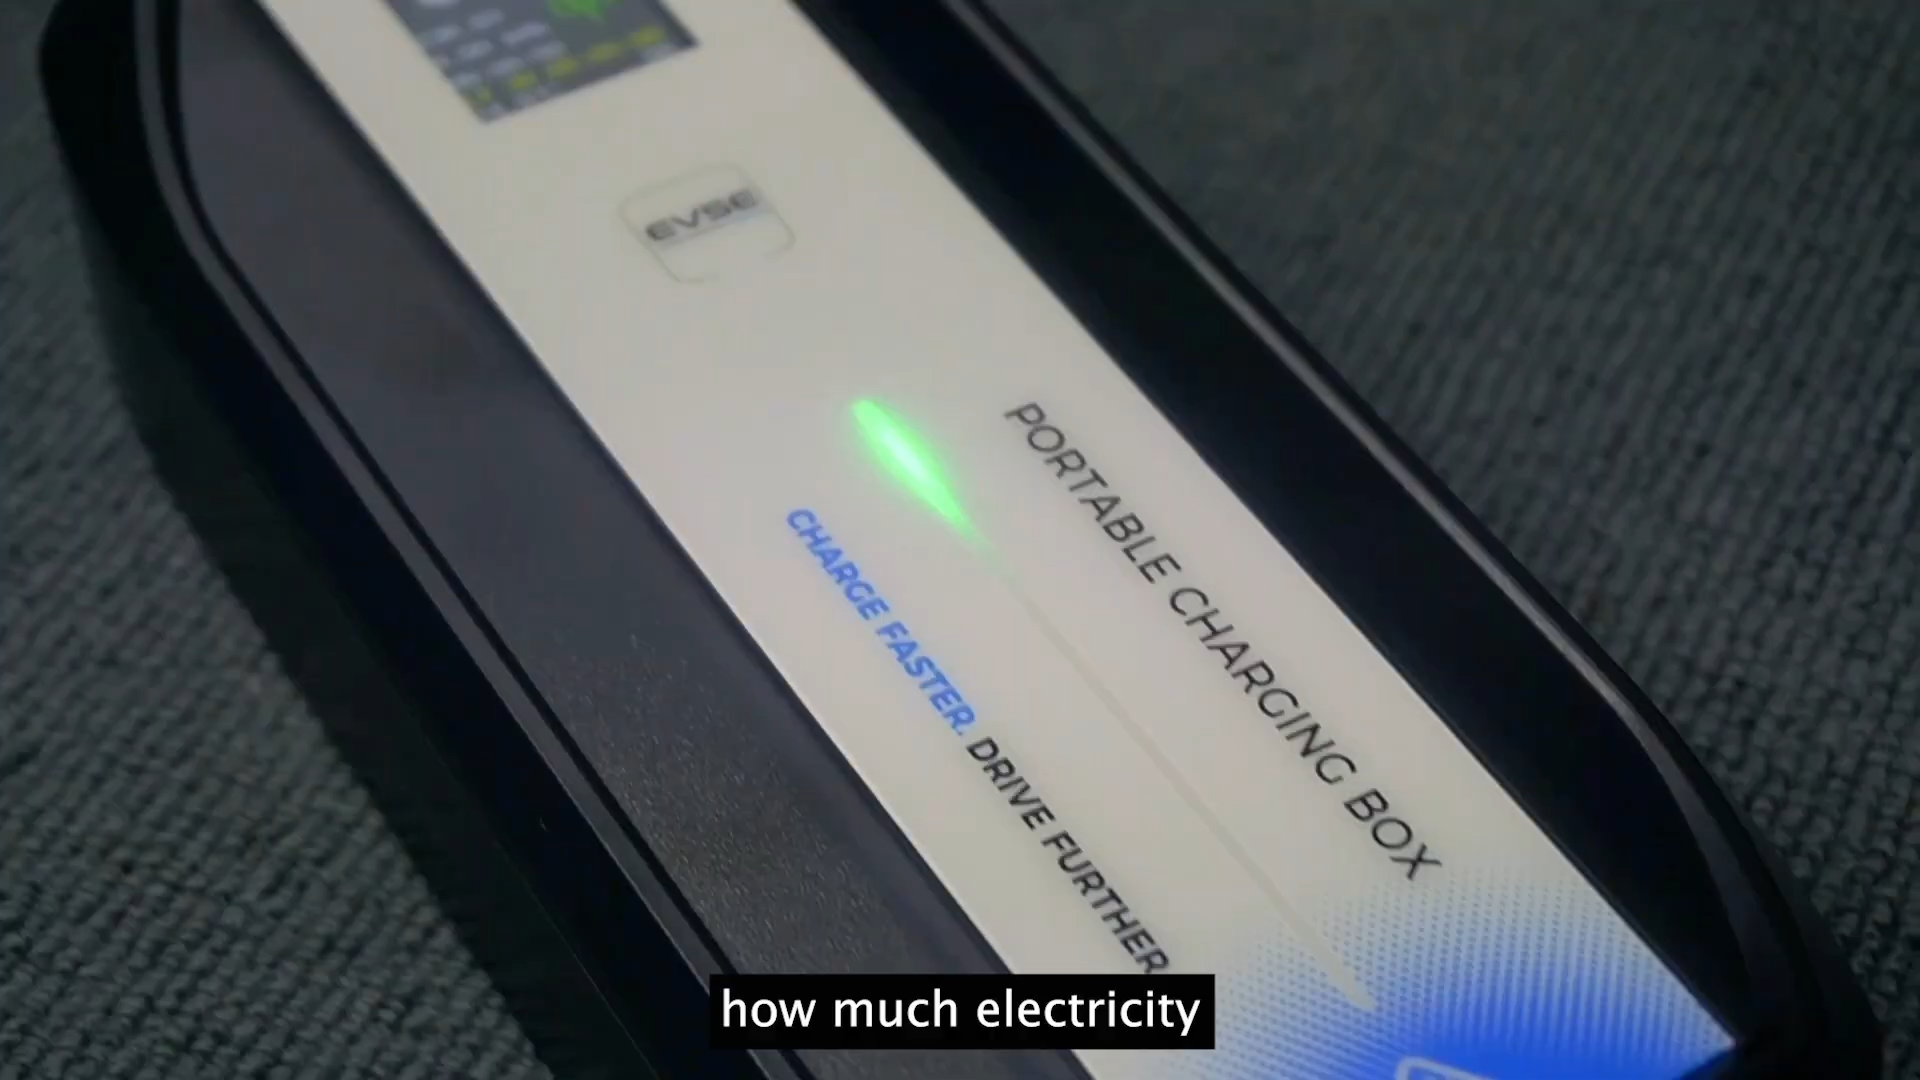 EVSE
PORTABLE CHARGING BOX
CHARGE FASTER. DRIVE FURTHER
how much electricity